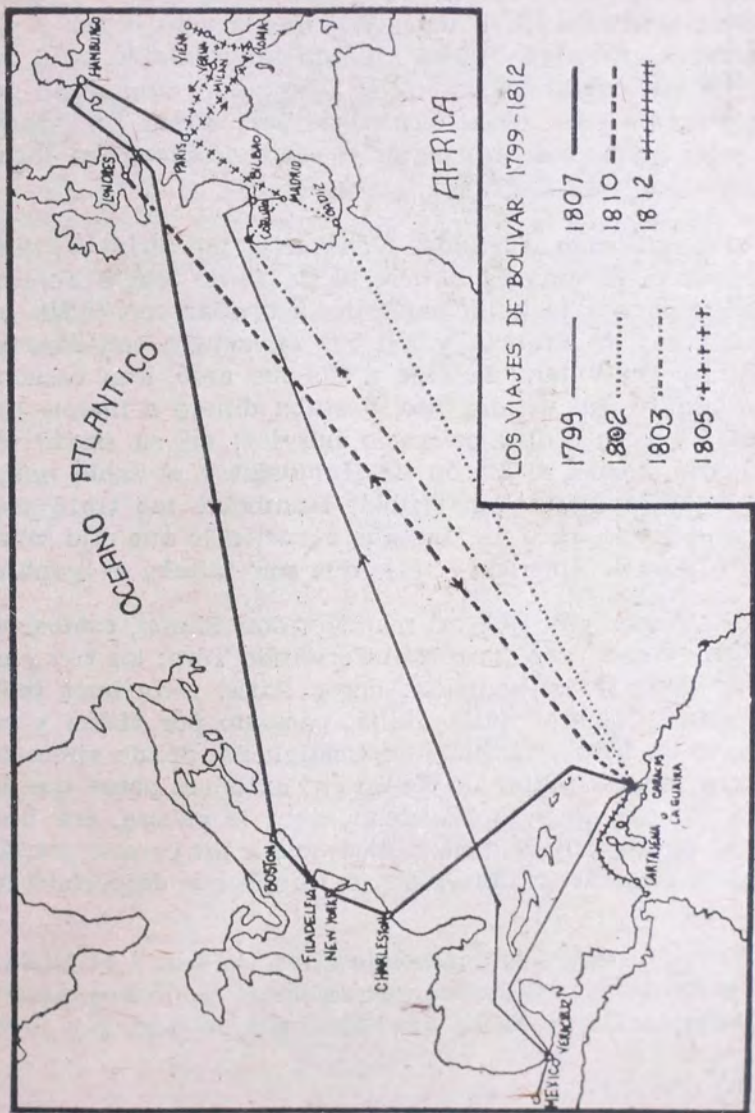 HAMBURGO
LONDRES
VIENA
MILAN
PARIS
ROMA
BILBAO
CORUÑA
MADRID
CADIZ
AFRICA
OCEANO ATLANTICO
BOSTON
FILADELFIA
NEW YORK
CHARLESTON
MEXICO
VERACRUZ
CARTAGENA
CARACAS
LA GUAIRA
LOS VIAJES DE BOLIVAR 1799-1812
1799
1802
1803
1805
1807
1810
1812